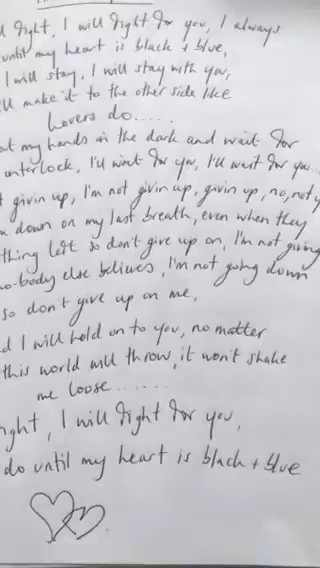 fight, I will fight for you, I always
until my heart is black + blue,
I will stay, I will stay with you,
make it to the other side like
Lovers do.....
my hands in the dark and wait for
interlock, I'll wait for you, I'll wait for you...
givin up, I'm not givin up, givin up, no, not
down on my last breath, even when they
thing left so don't give up on, I'm not giving
no-body else believes, I'm not going down
so don't give up on me,
I will hold on to you, no matter
this world will throw, it won't shake
me loose......
I will fight for you,
do until my heart is black + blue